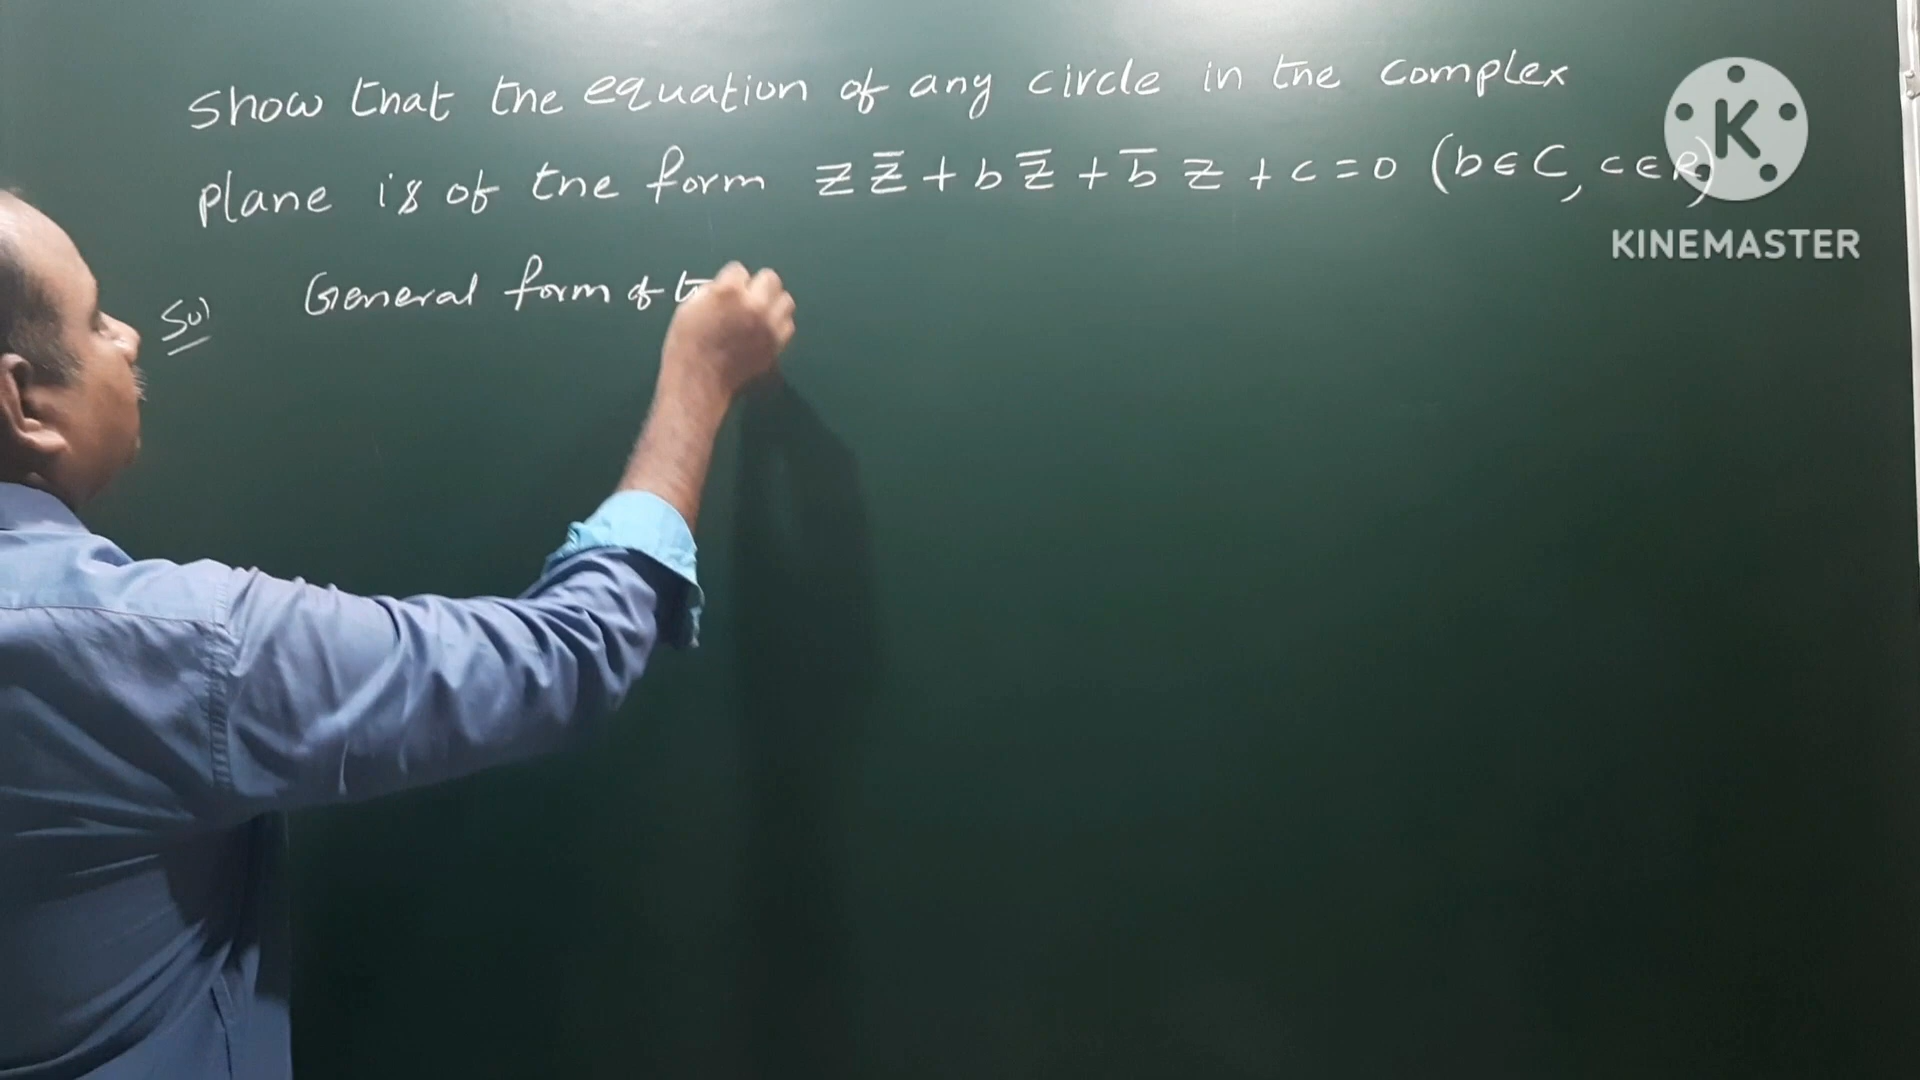 Show that the equation of any circle in the complex
plane is of the form z z̅ + b z̅ + b̅ z + c = 0 (b ∈ C, c ∈ R)
Sol General form of
K
KINEMASTER